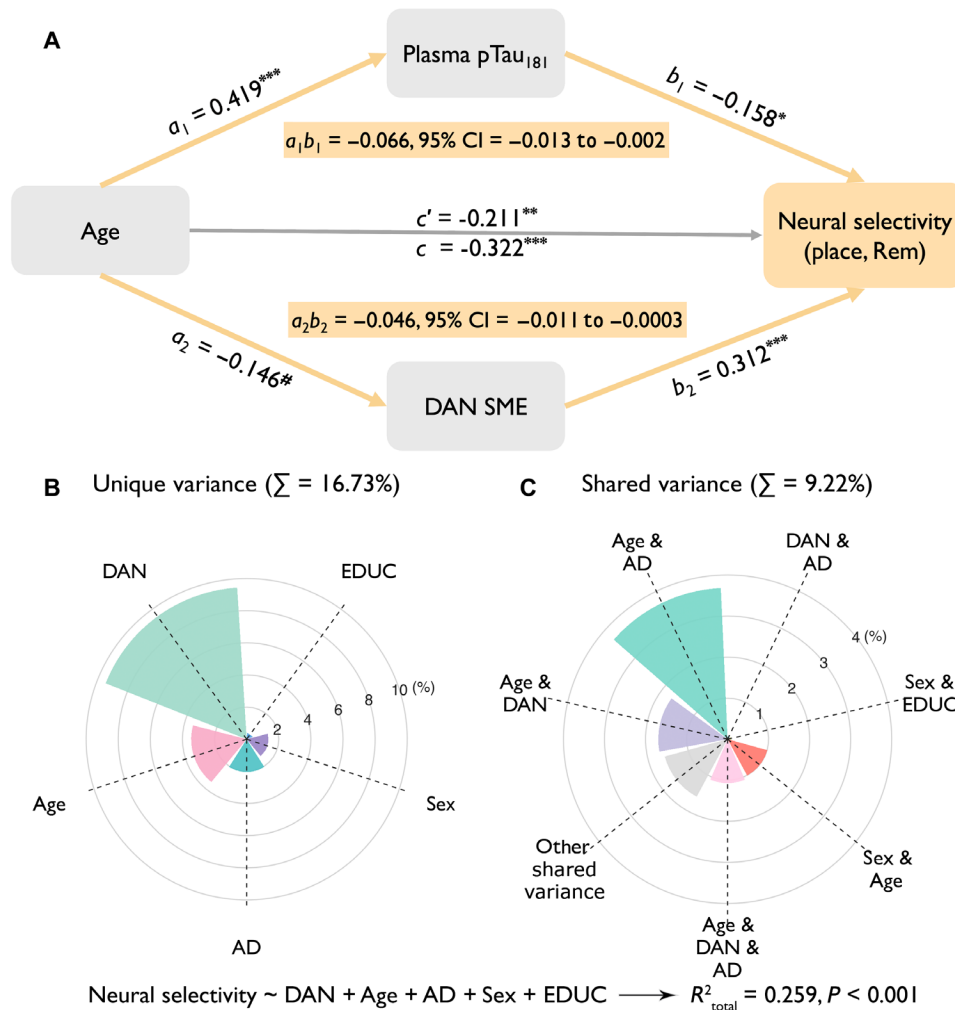 A
Plasma pTau181
a1 = 0.419***
b1 = −0.158*
a1b1 = −0.066, 95% CI = −0.013 to −0.002
Age
c′ = -0.211**
c = -0.322***
Neural selectivity
(place, Rem)
a2b2 = −0.046, 95% CI = −0.011 to −0.0003
a2 = −0.146#
b2 = 0.312***
DAN SME
B Unique variance (∑ = 16.73%)
DAN
EDUC
10 (%)
8
6
4
2
Age
Sex
AD
C Shared variance (∑ = 9.22%)
Age &
AD
DAN &
AD
4 (%)
3
2
1
Age &
DAN
Sex &
EDUC
Other
shared
variance
Sex &
Age
Age &
DAN &
AD
Neural selectivity ~ DAN + Age + AD + Sex + EDUC ⟶ R²total = 0.259, P < 0.001